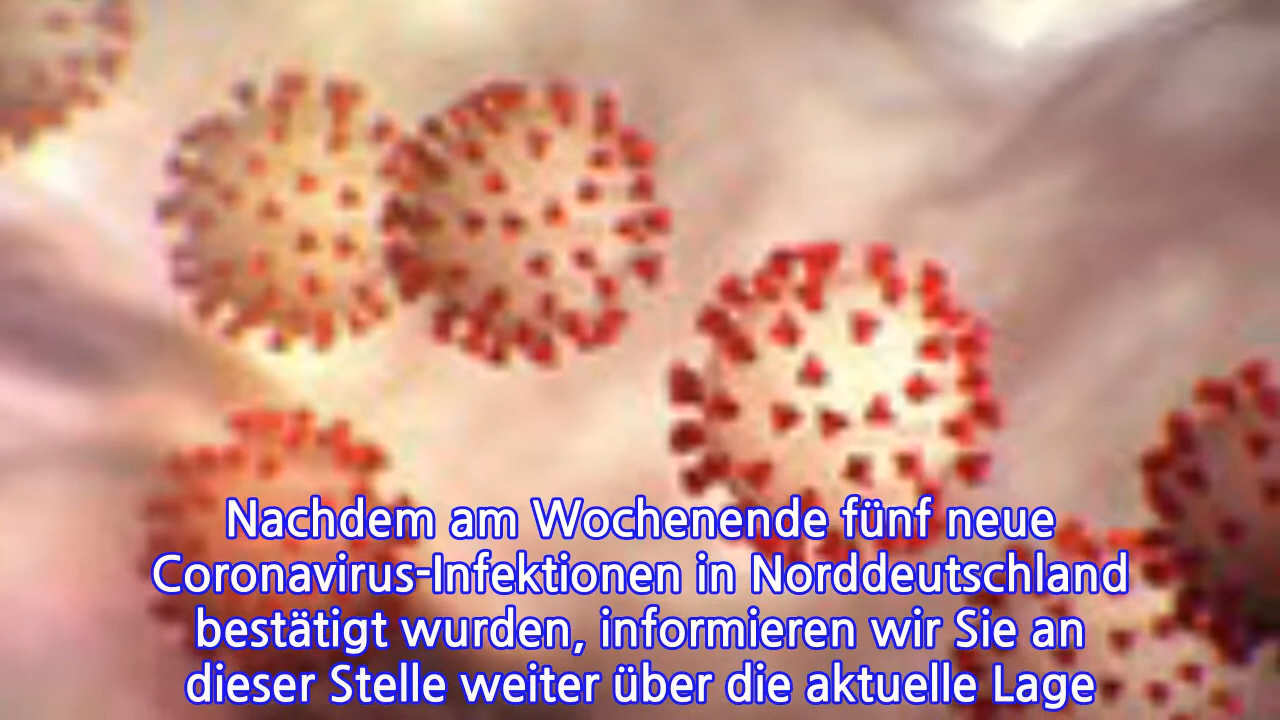 Nachdem am Wochenende fünf neue
Coronavirus-Infektionen in Norddeutschland
bestätigt wurden, informieren wir Sie an
dieser Stelle weiter über die aktuelle Lage